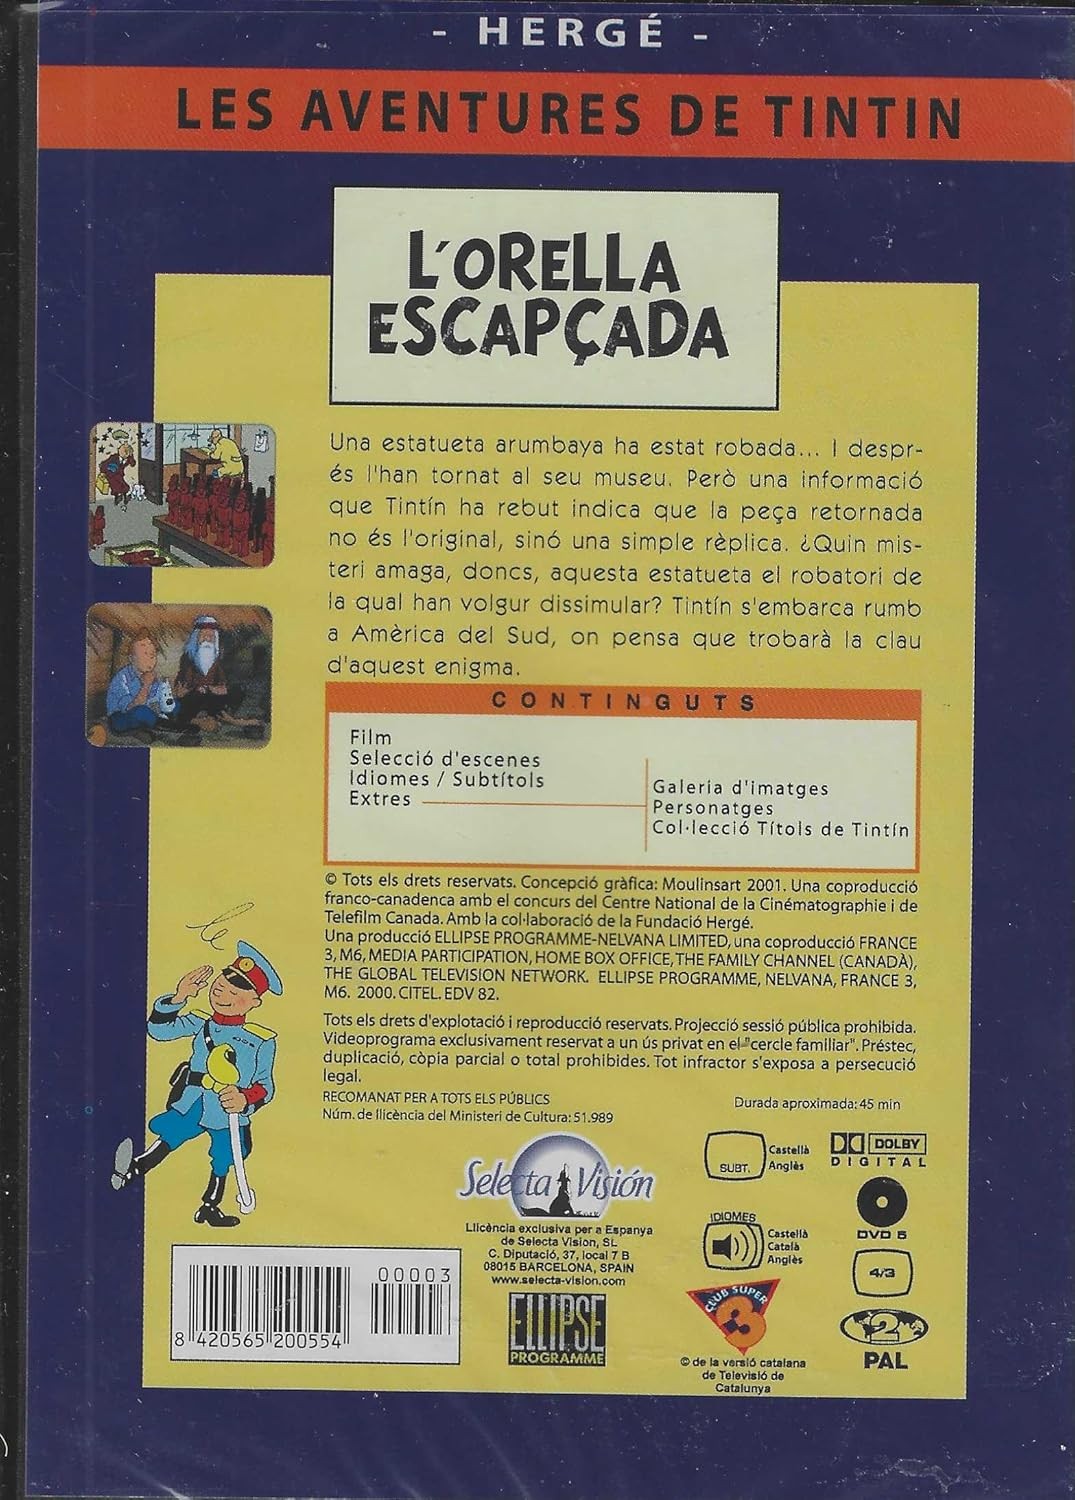 - HERGÉ -
LES AVENTURES DE TINTIN
L'ORELLA
ESCAPÇADA
Una estatueta arumbaya ha estat robada... I despr-
és l'han tornat al seu museu. Però una informació
que Tintín ha rebut indica que la peça retornada
no és l'original, sinó una simple rèplica. ¿Quin mis-
teri amaga, doncs, aquesta estatueta el robatori de
la qual han volgur dissimular? Tintín s'embarca rumb
a Amèrica del Sud, on pensa que trobarà la clau
d'aquest enigma.
CONTINGUTS
Film
Selecció d'escenes
Idiomes / Subtítols
Extres
Galeria d'imatges
Personatges
Col·lecció Títols de Tintín
© Tots els drets reservats. Concepció gràfica: Moulinsart 2001. Una coproducció
franco-canadenca amb el concurs del Centre National de la Cinématographie i de
Telefilm Canada. Amb la col·laboració de la Fundació Hergé.
Una producció ELLIPSE PROGRAMME-NELVANA LIMITED, una coproducció FRANCE
3, M6, MEDIA PARTICIPATION, HOME BOX OFFICE, THE FAMILY CHANNEL (CANADÀ),
THE GLOBAL TELEVISION NETWORK. ELLIPSE PROGRAMME, NELVANA, FRANCE 3,
M6. 2000. CITEL. EDV 82.
Tots els drets d'explotació i reproducció reservats. Projecció sessió pública prohibida.
Videoprograma exclusivament reservat a un ús privat en el "cercle familiar". Préstec,
duplicació, còpia parcial o total prohibides. Tot infractor s'exposa a persecució
legal.
RECOMANAT PER A TOTS ELS PÚBLICS
Núm. de llicència del Ministeri de Cultura: 51.989
Durada aproximada: 45 min
Selecta Visión
Llicència exclusiva per a Espanya
de Selecta Vision, SL
C. Diputació, 37, local 7 B
08015 BARCELONA, SPAIN
www.selecta-vision.com
ELLIPSE
PROGRAMME
SUBT.
Castellà
Anglès
IDIOMES
Castellà
Català
Anglès
CLUB SUPER
3
© de la versió catalana
de Televisió de
Catalunya
DOLBY
DIGITAL
DVD 5
4/3
2
PAL
00003
8 420565 200554